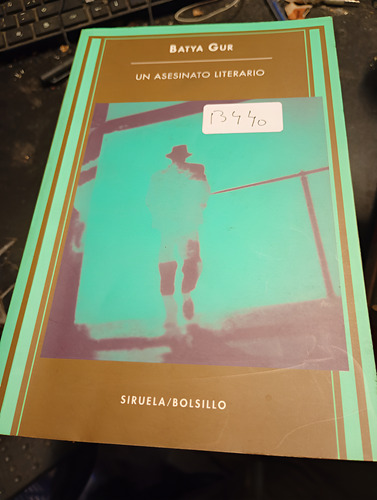 BATYA GUR
UN ASESINATO LITERARIO
B440
SIRUELA/BOLSILLO